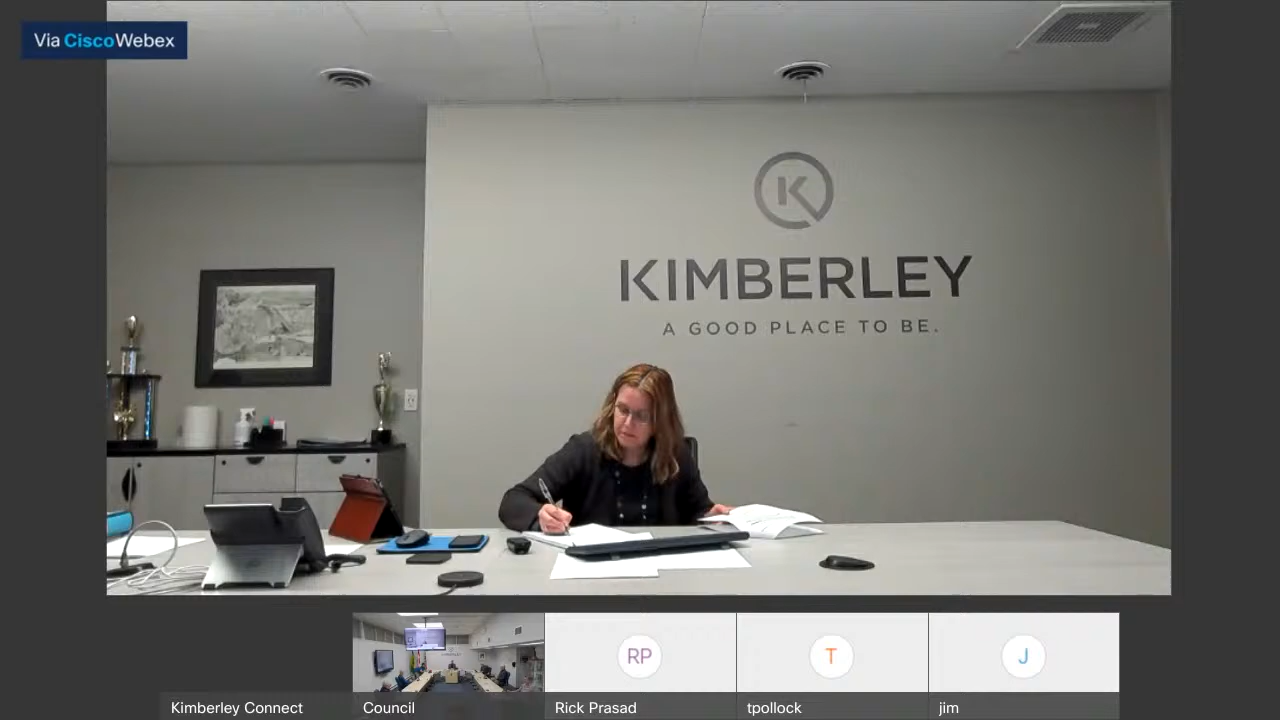 Via CiscoWebex
K
KIMBERLEY
A GOOD PLACE TO BE.
RP
T
J
Kimberley Connect
Council
Rick Prasad
tpollock
jim